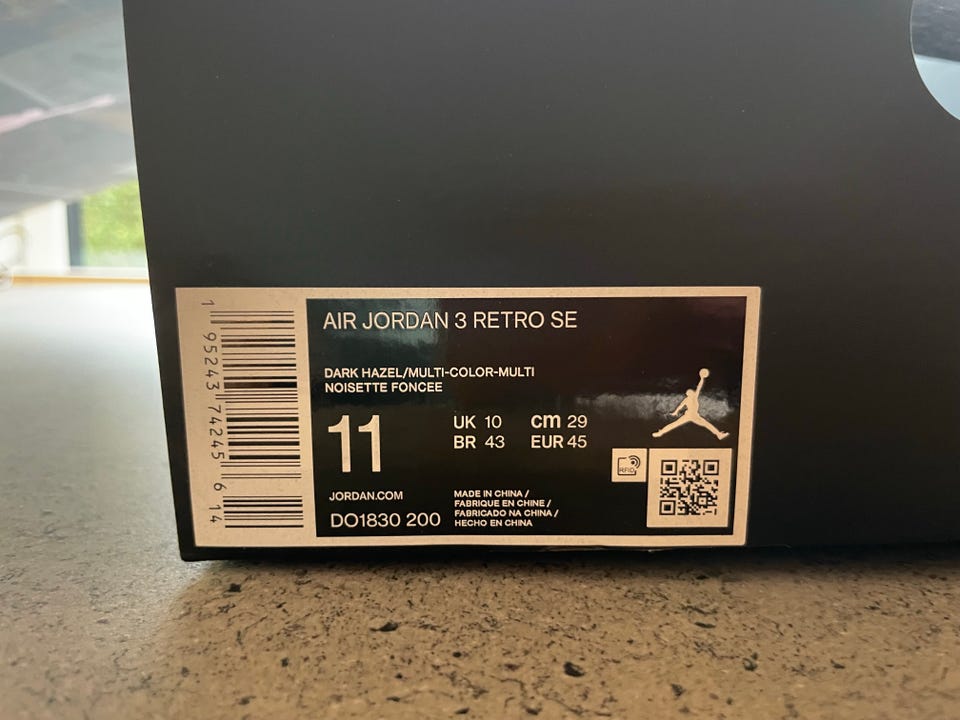 AIR JORDAN 3 RETRO SE
DARK HAZEL/MULTI-COLOR-MULTI
NOISETTE FONCEE
11
UK 10 cm 29
BR 43 EUR 45
RFID
JORDAN.COM
DO1830 200
MADE IN CHINA /
FABRIQUE EN CHINE /
FABRICADO NA CHINA /
HECHO EN CHINA
1 95243 74245 6 14